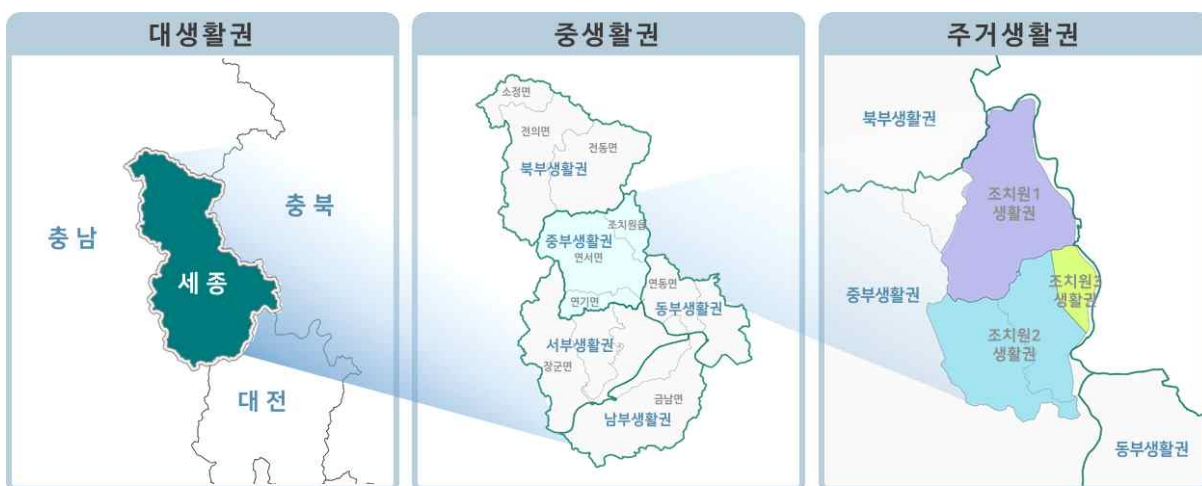 대생활권
충남
충북
세종
대전
중생활권
소정면
전의면
전동면
북부생활권
조치원읍
중부생활권
연서면
연동면
연기면
동부생활권
서부생활권
장군면
금남면
남부생활권
주거생활권
북부생활권
조치원1
생활권
조치원3
생활권
중부생활권
조치원2
생활권
동부생활권